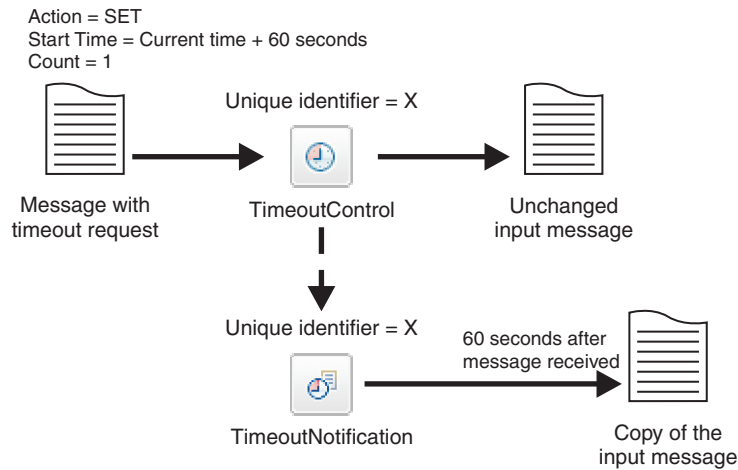 Action = SET
Start Time = Current time + 60 seconds
Count = 1
Unique identifier = X
Message with
timeout request
TimeoutControl
Unchanged
input message
Unique identifier = X
60 seconds after
message received
TimeoutNotification
Copy of the
input message